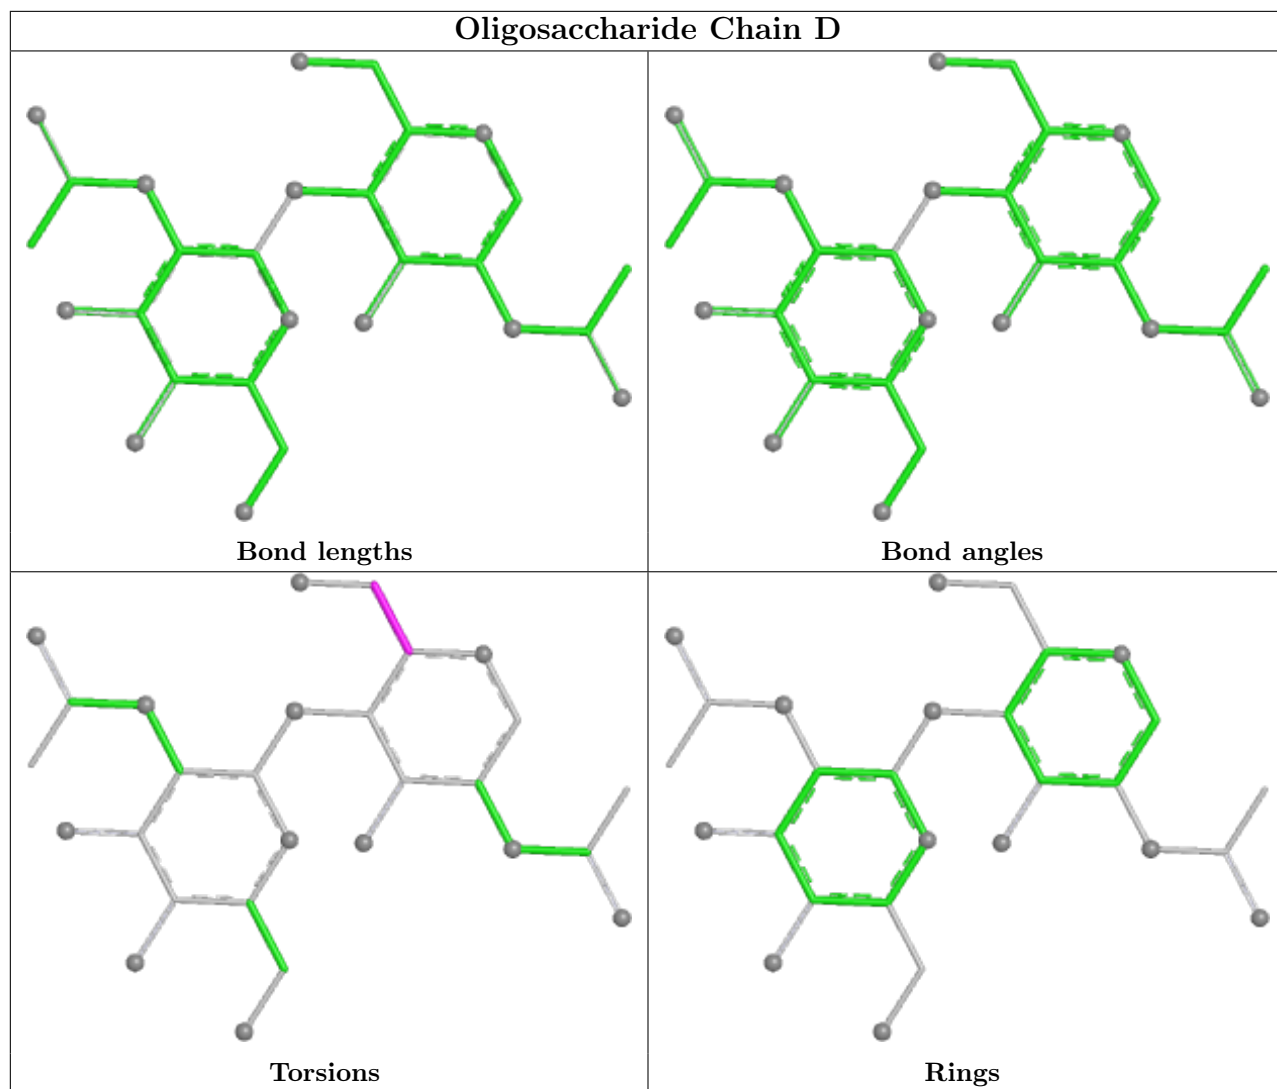 Oligosaccharide Chain D
Bond lengths
Bond angles
Torsions
Rings